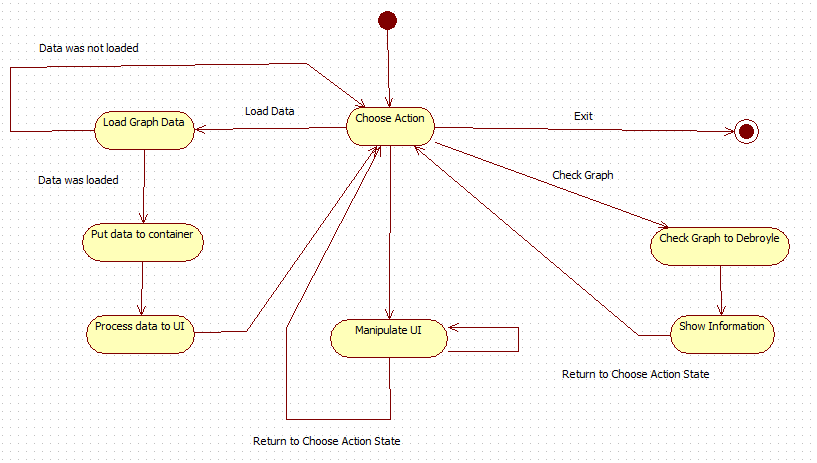 Data was not loaded
Load Graph Data
Load Data
Choose Action
Exit
Data was loaded
Check Graph
Put data to container
Check Graph to Debroyle
Process data to UI
Manipulate UI
Show Information
Return to Choose Action State
Return to Choose Action State